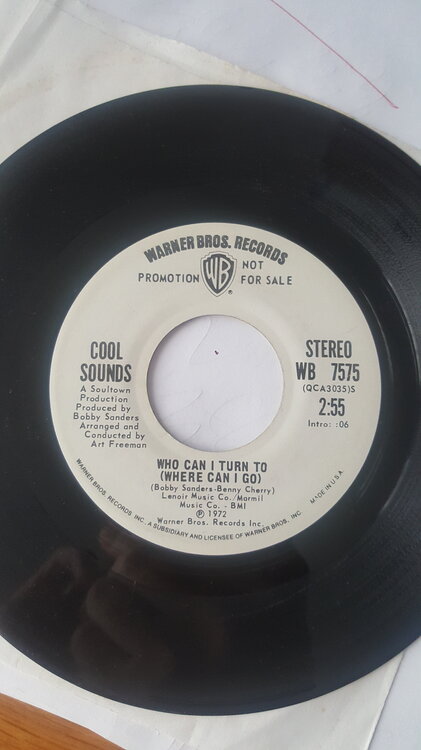 WARNER BROS. RECORDS
PROMOTION WB NOT FOR SALE
®
COOL
SOUNDS
A Soultown
Production
Produced by
Bobby Sanders
Arranged and
Conducted by
Art Freeman
STEREO
WB 7575
(QCA3035)S
2:55
Intro: :06
WHO CAN I TURN TO
(WHERE CAN I GO)
(Bobby Sanders-Benny Cherry)
Lenoir Music Co./Marmil
Music Co. - BMI
℗ 1972
Warner Bros. Records Inc.
WARNER BROS. RECORDS INC. A SUBSIDIARY AND LICENSEE OF WARNER BROS. INC. MADE IN U.S.A.